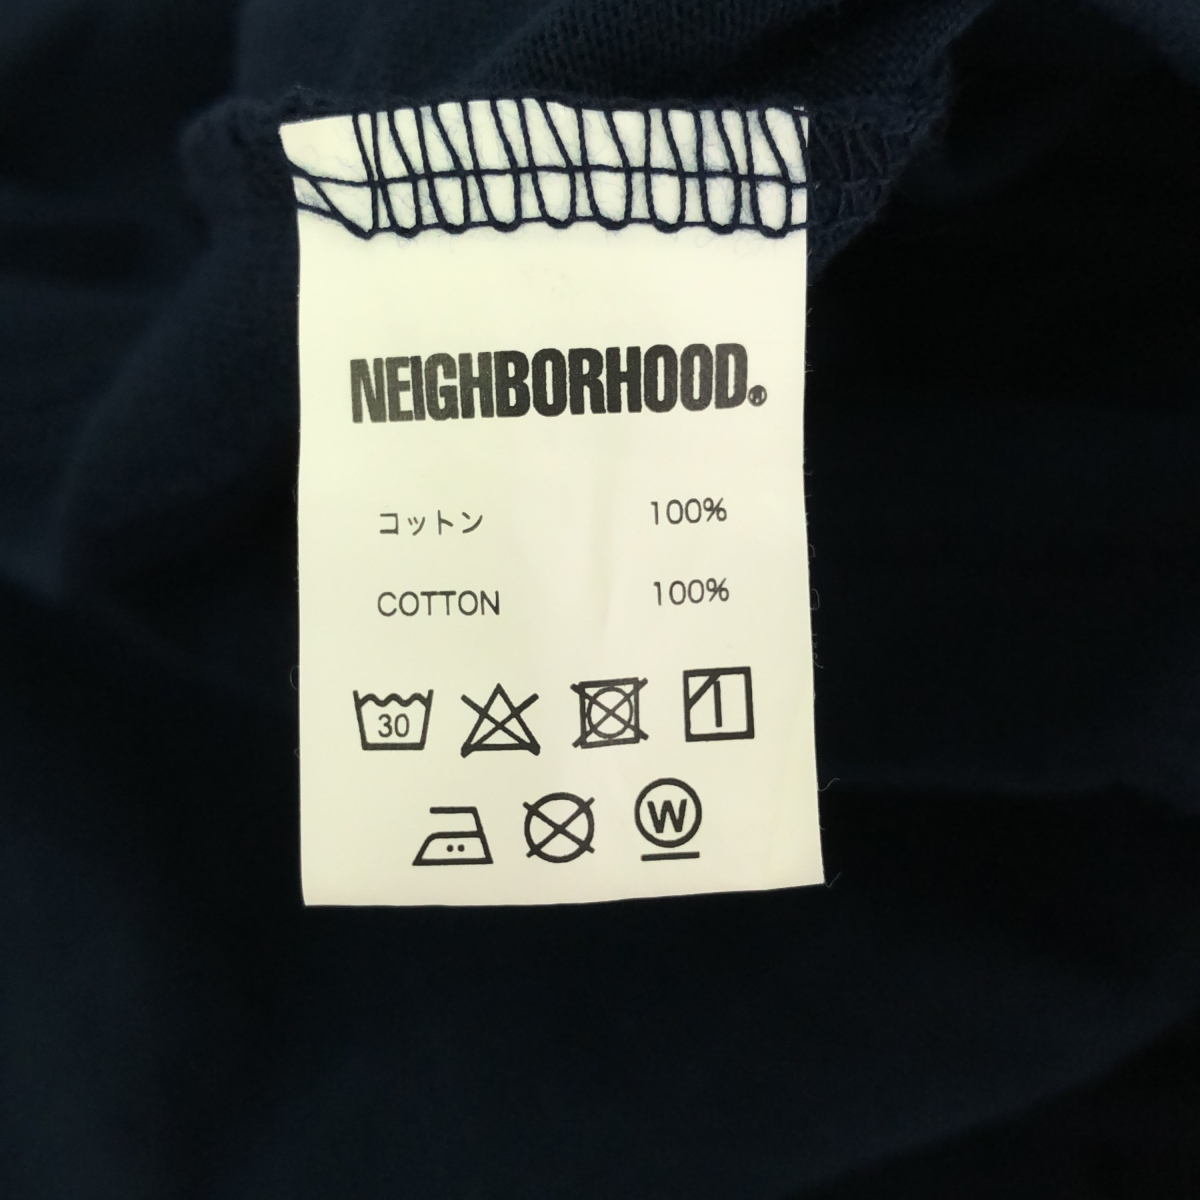 NEIGHBORHOOD®
コットン 100%
COTTON 100%
30
W